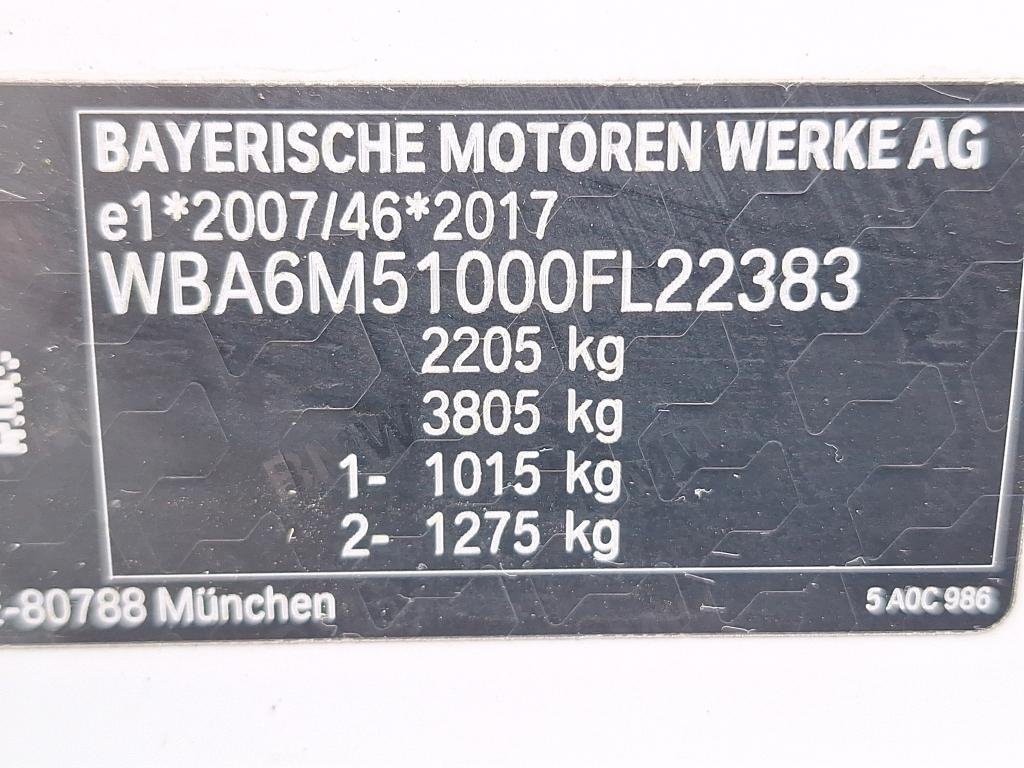 BAYERISCHE MOTOREN WERKE AG
e1*2007/46*2017
WBA6M51000FL22383
2205 kg
3805 kg
1- 1015 kg
2- 1275 kg
-80788 München
5 A0C 986